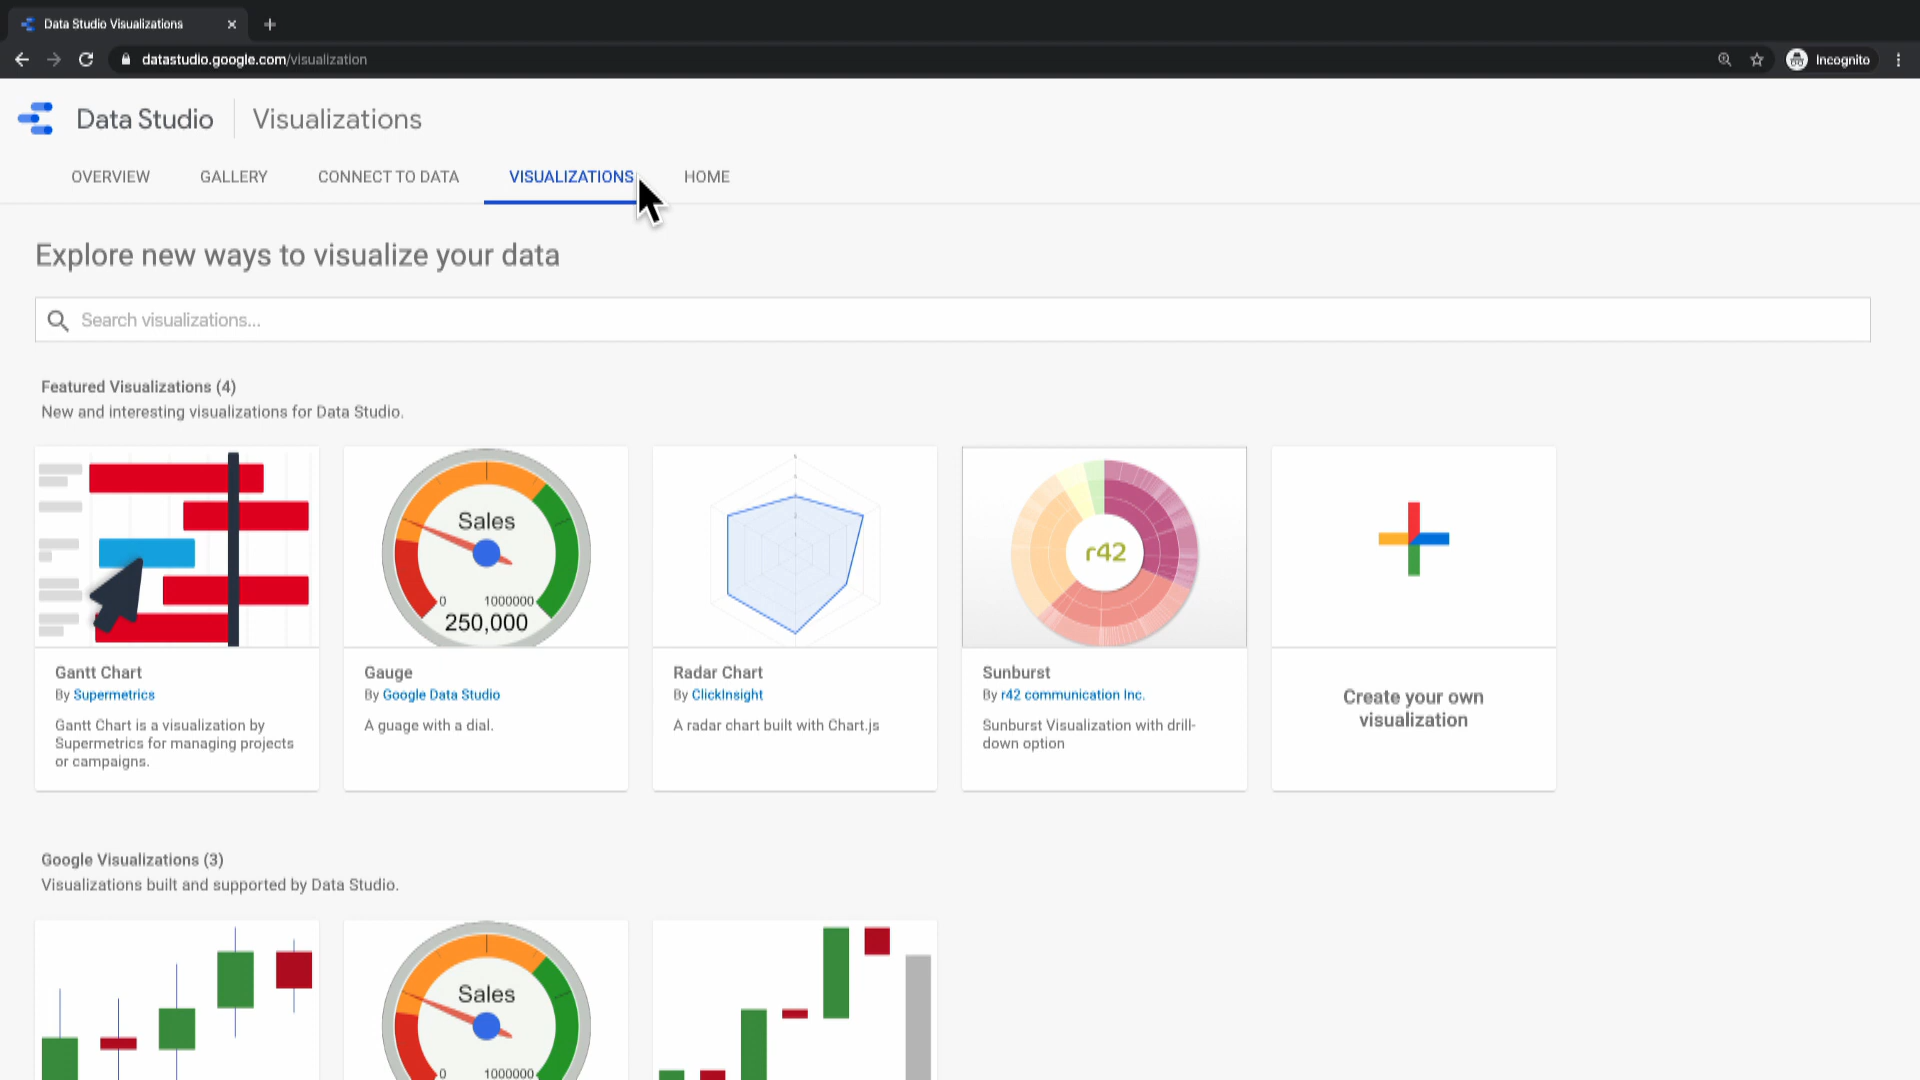 Data Studio Visualizations
datastudio.google.com/visualization
Incognito
Data Studio
Visualizations
OVERVIEW
GALLERY
CONNECT TO DATA
VISUALIZATIONS
HOME
Explore new ways to visualize your data
Search visualizations...
Featured Visualizations (4)
New and interesting visualizations for Data Studio.
Sales
0
1000000
250,000
r42
Gantt Chart
By Supermetrics
Gantt Chart is a visualization by
Supermetrics for managing projects
or campaigns.
Gauge
By Google Data Studio
A guage with a dial.
Radar Chart
By ClickInsight
A radar chart built with Chart.js
Sunburst
By r42 communication Inc.
Sunburst Visualization with drill-
down option
Create your own
visualization
Google Visualizations (3)
Visualizations built and supported by Data Studio.
Sales
0
1000000